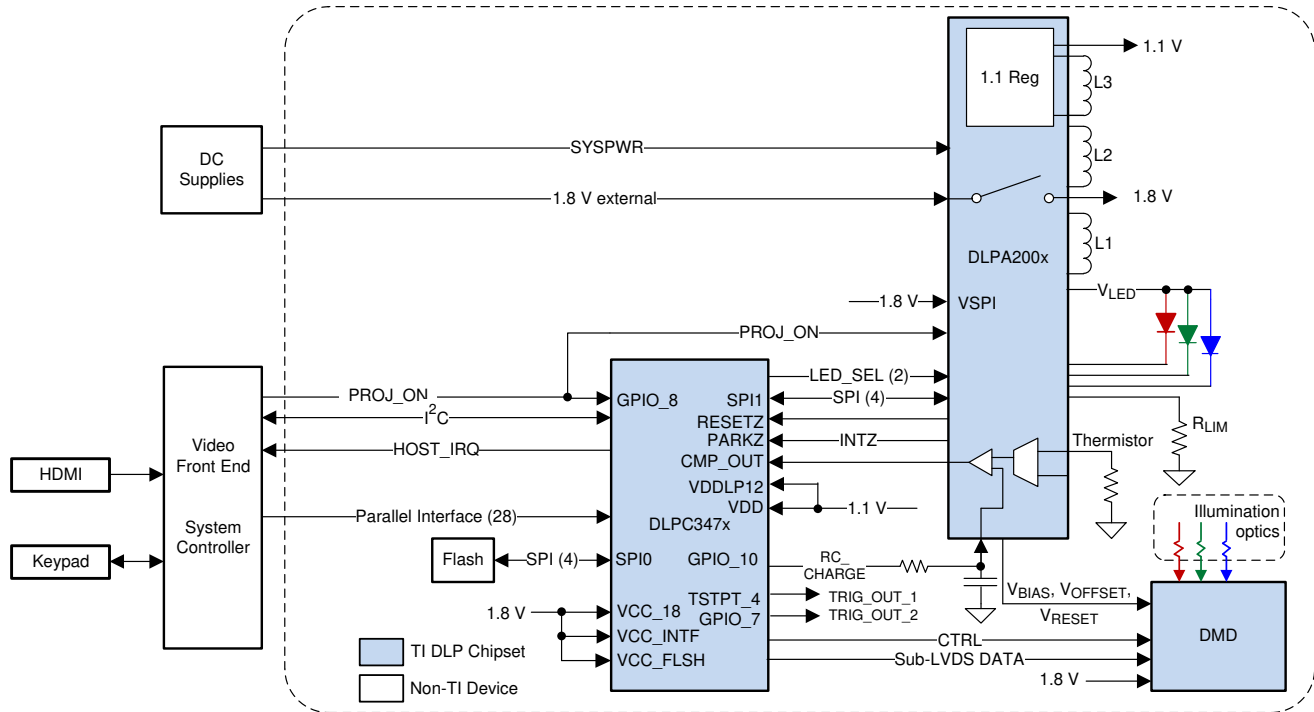 1.1 V
1.1 Reg
L3
DC
Supplies
SYSPWR
L2
1.8 V external
1.8 V
L1
DLPA200x
VLED
1.8 V
VSPI
PROJ_ON
LED_SEL (2)
PROJ_ON
GPIO_8
SPI1
SPI (4)
I2C
RESETZ
RLIM
Video
Front End
System
Controller
HOST_IRQ
PARKZ
INTZ
Thermistor
HDMI
CMP_OUT
VDDLP12
VDD
1.1 V
Parallel Interface (28)
DLPC347x
Illumination
optics
Keypad
Flash
SPI (4)
SPI0
GPIO_10
RC_
CHARGE
VBIAS, VOFFSET,
VRESET
TSTPT_4
TRIG_OUT_1
1.8 V
VCC_18
GPIO_7
TRIG_OUT_2
VCC_INTF
CTRL
DMD
TI DLP Chipset
VCC_FLSH
Sub-LVDS DATA
1.8 V
Non-TI Device